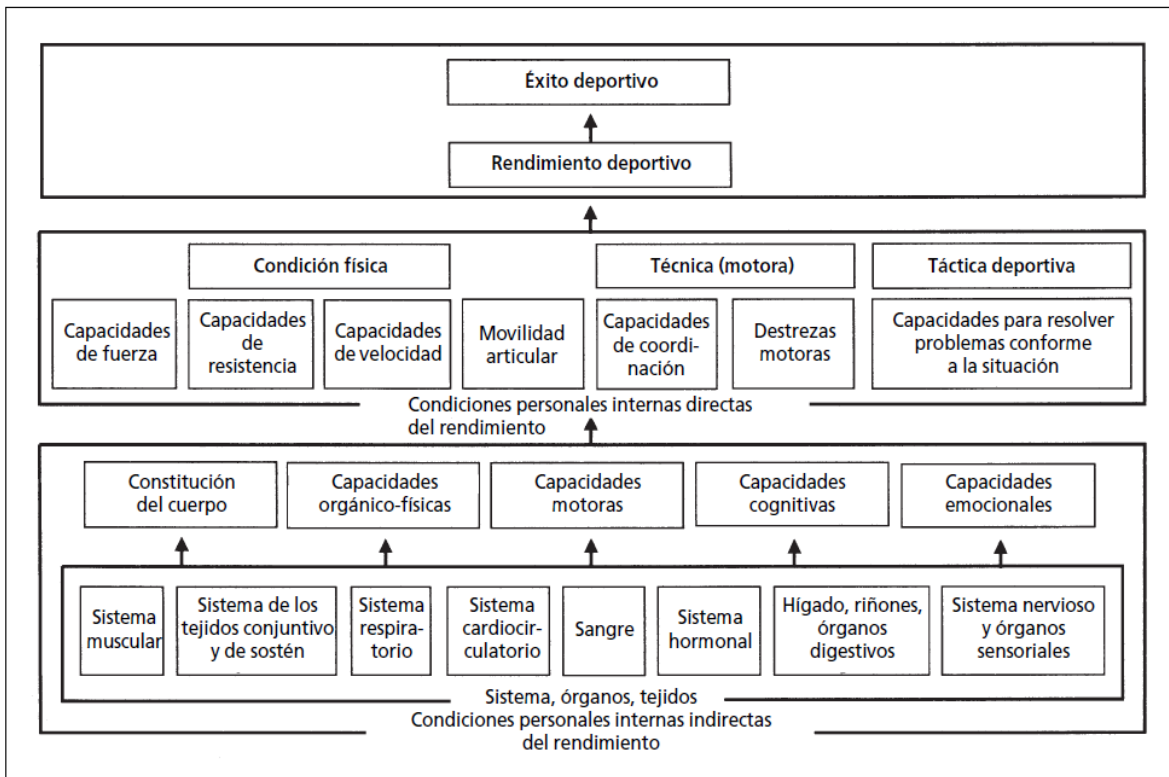 Éxito deportivo
Rendimiento deportivo
Condición física
Técnica (motora)
Táctica deportiva
Capacidades
de fuerza
Capacidades
de
resistencia
Capacidades
de velocidad
Movilidad
articular
Capacidades
de coordi-
nación
Destrezas
motoras
Capacidades para resolver
problemas conforme
a la situación
Condiciones personales internas directas
del rendimiento
Constitución
del cuerpo
Capacidades
orgánico-físicas
Capacidades
motoras
Capacidades
cognitivas
Capacidades
emocionales
Sistema
muscular
Sistema de los
tejidos conjuntivo
y de sostén
Sistema
respira-
torio
Sistema
cardiocir-
culatorio
Sangre
Sistema
hormonal
Hígado, riñones,
órganos
digestivos
Sistema nervioso
y órganos
sensoriales
Sistema, órganos, tejidos
Condiciones personales internas indirectas
del rendimiento